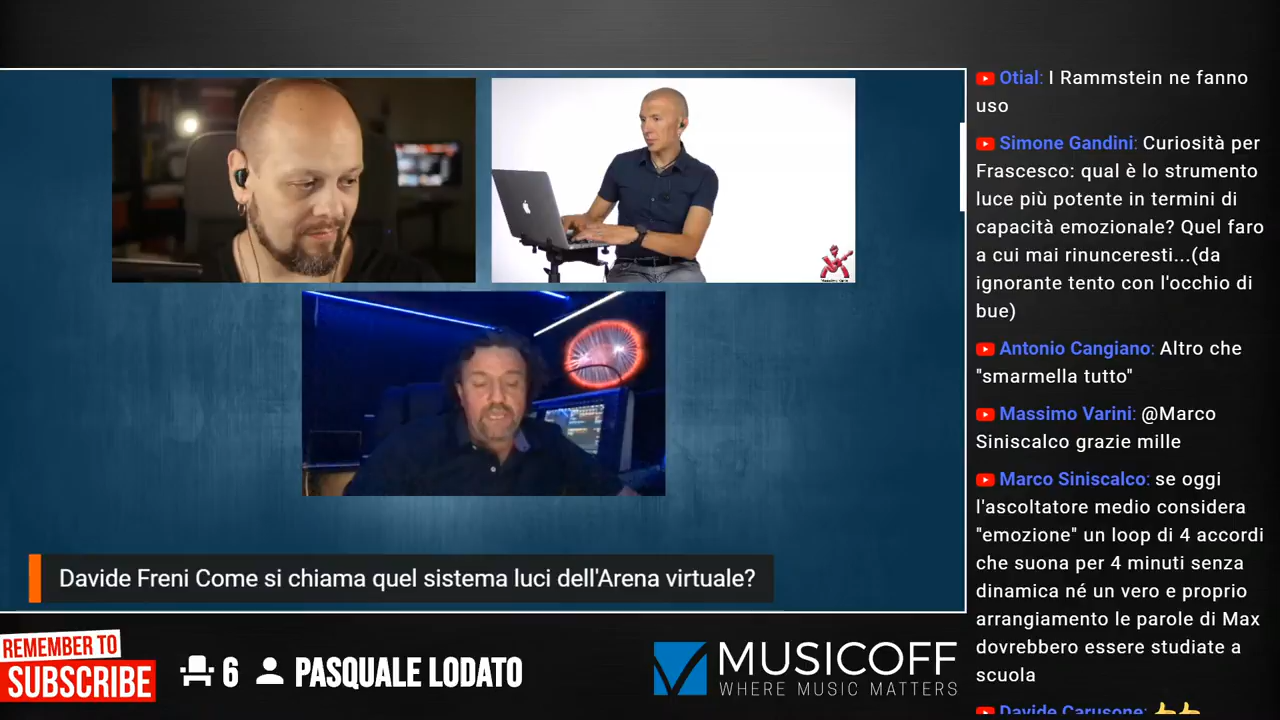 Otial: I Rammstein ne fanno
uso
Simone Gandini: Curiosità per
Frascesco: qual è lo strumento
luce più potente in termini di
capacità emozionale? Quel faro
a cui mai rinunceresti...(da
ignorante tento con l'occhio di
bue)
Antonio Cangiano: Altro che
"smarmella tutto"
Massimo Varini: @Marco
Siniscalco grazie mille
Marco Siniscalco: se oggi
l'ascoltatore medio considera
"emozione" un loop di 4 accordi
che suona per 4 minuti senza
dinamica né un vero e proprio
arrangiamento le parole di Max
dovrebbero essere studiate a
scuola
Davide Carusone: 👍👍
Davide Freni Come si chiama quel sistema luci dell'Arena virtuale?
REMEMBER TO
SUBSCRIBE
6 PASQUALE LODATO
MUSICOFF
WHERE MUSIC MATTERS